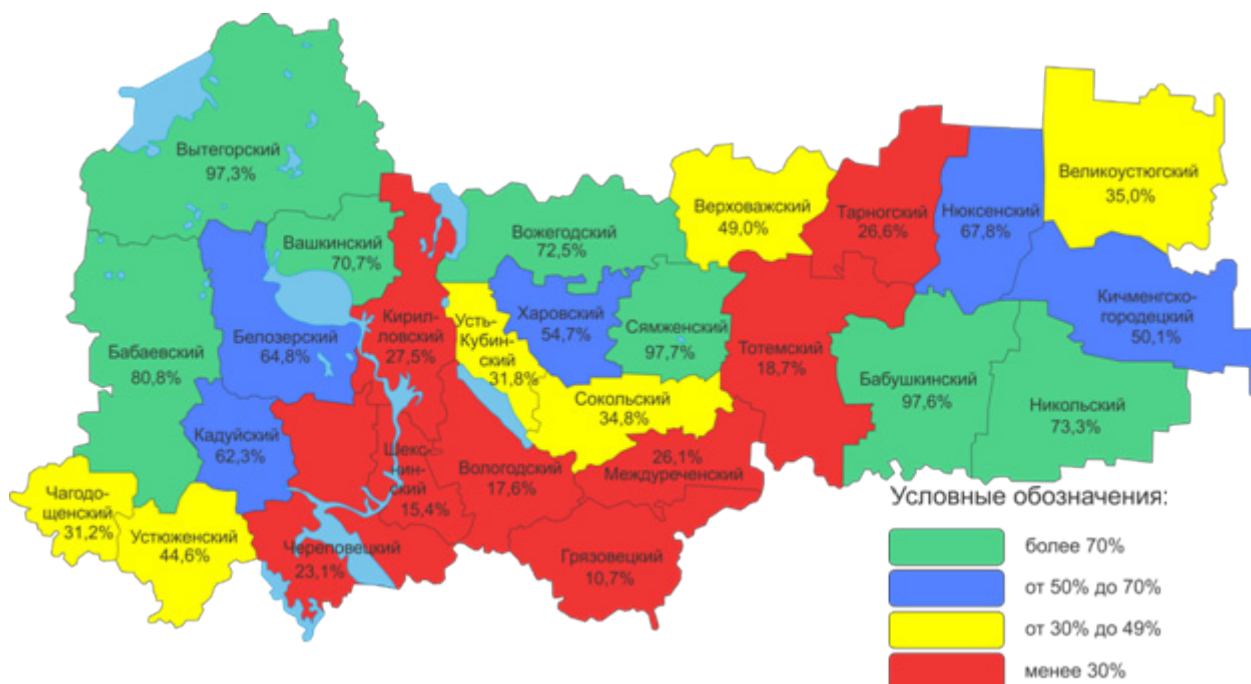 Вытегорский
97,3%
Великоустюгский
35,0%
Верховажский
49,0%
Тарногский
26,6%
Нюксенский
67,8%
Вашкинский
70,7%
Вожегодский
72,5%
Кичменгско-
городецкий
50,1%
Кирил-
ловский
27,5%
Усть-
Кубин-
ский
31,8%
Харовский
54,7%
Сямженский
97,7%
Белозерский
64,8%
Бабаевский
80,8%
Тотемский
18,7%
Бабушкинский
97,6%
Никольский
73,3%
Сокольский
34,8%
Кадуйский
62,3%
Шекс-
нин-
ский
15,4%
Вологодский
17,6%
26,1%
Междуреченский
Чагодо-
щенский
31,2%
Устюженский
44,6%
Череповецкий
23,1%
Грязовецкий
10,7%
Условные обозначения:
более 70%
от 50% до 70%
от 30% до 49%
менее 30%